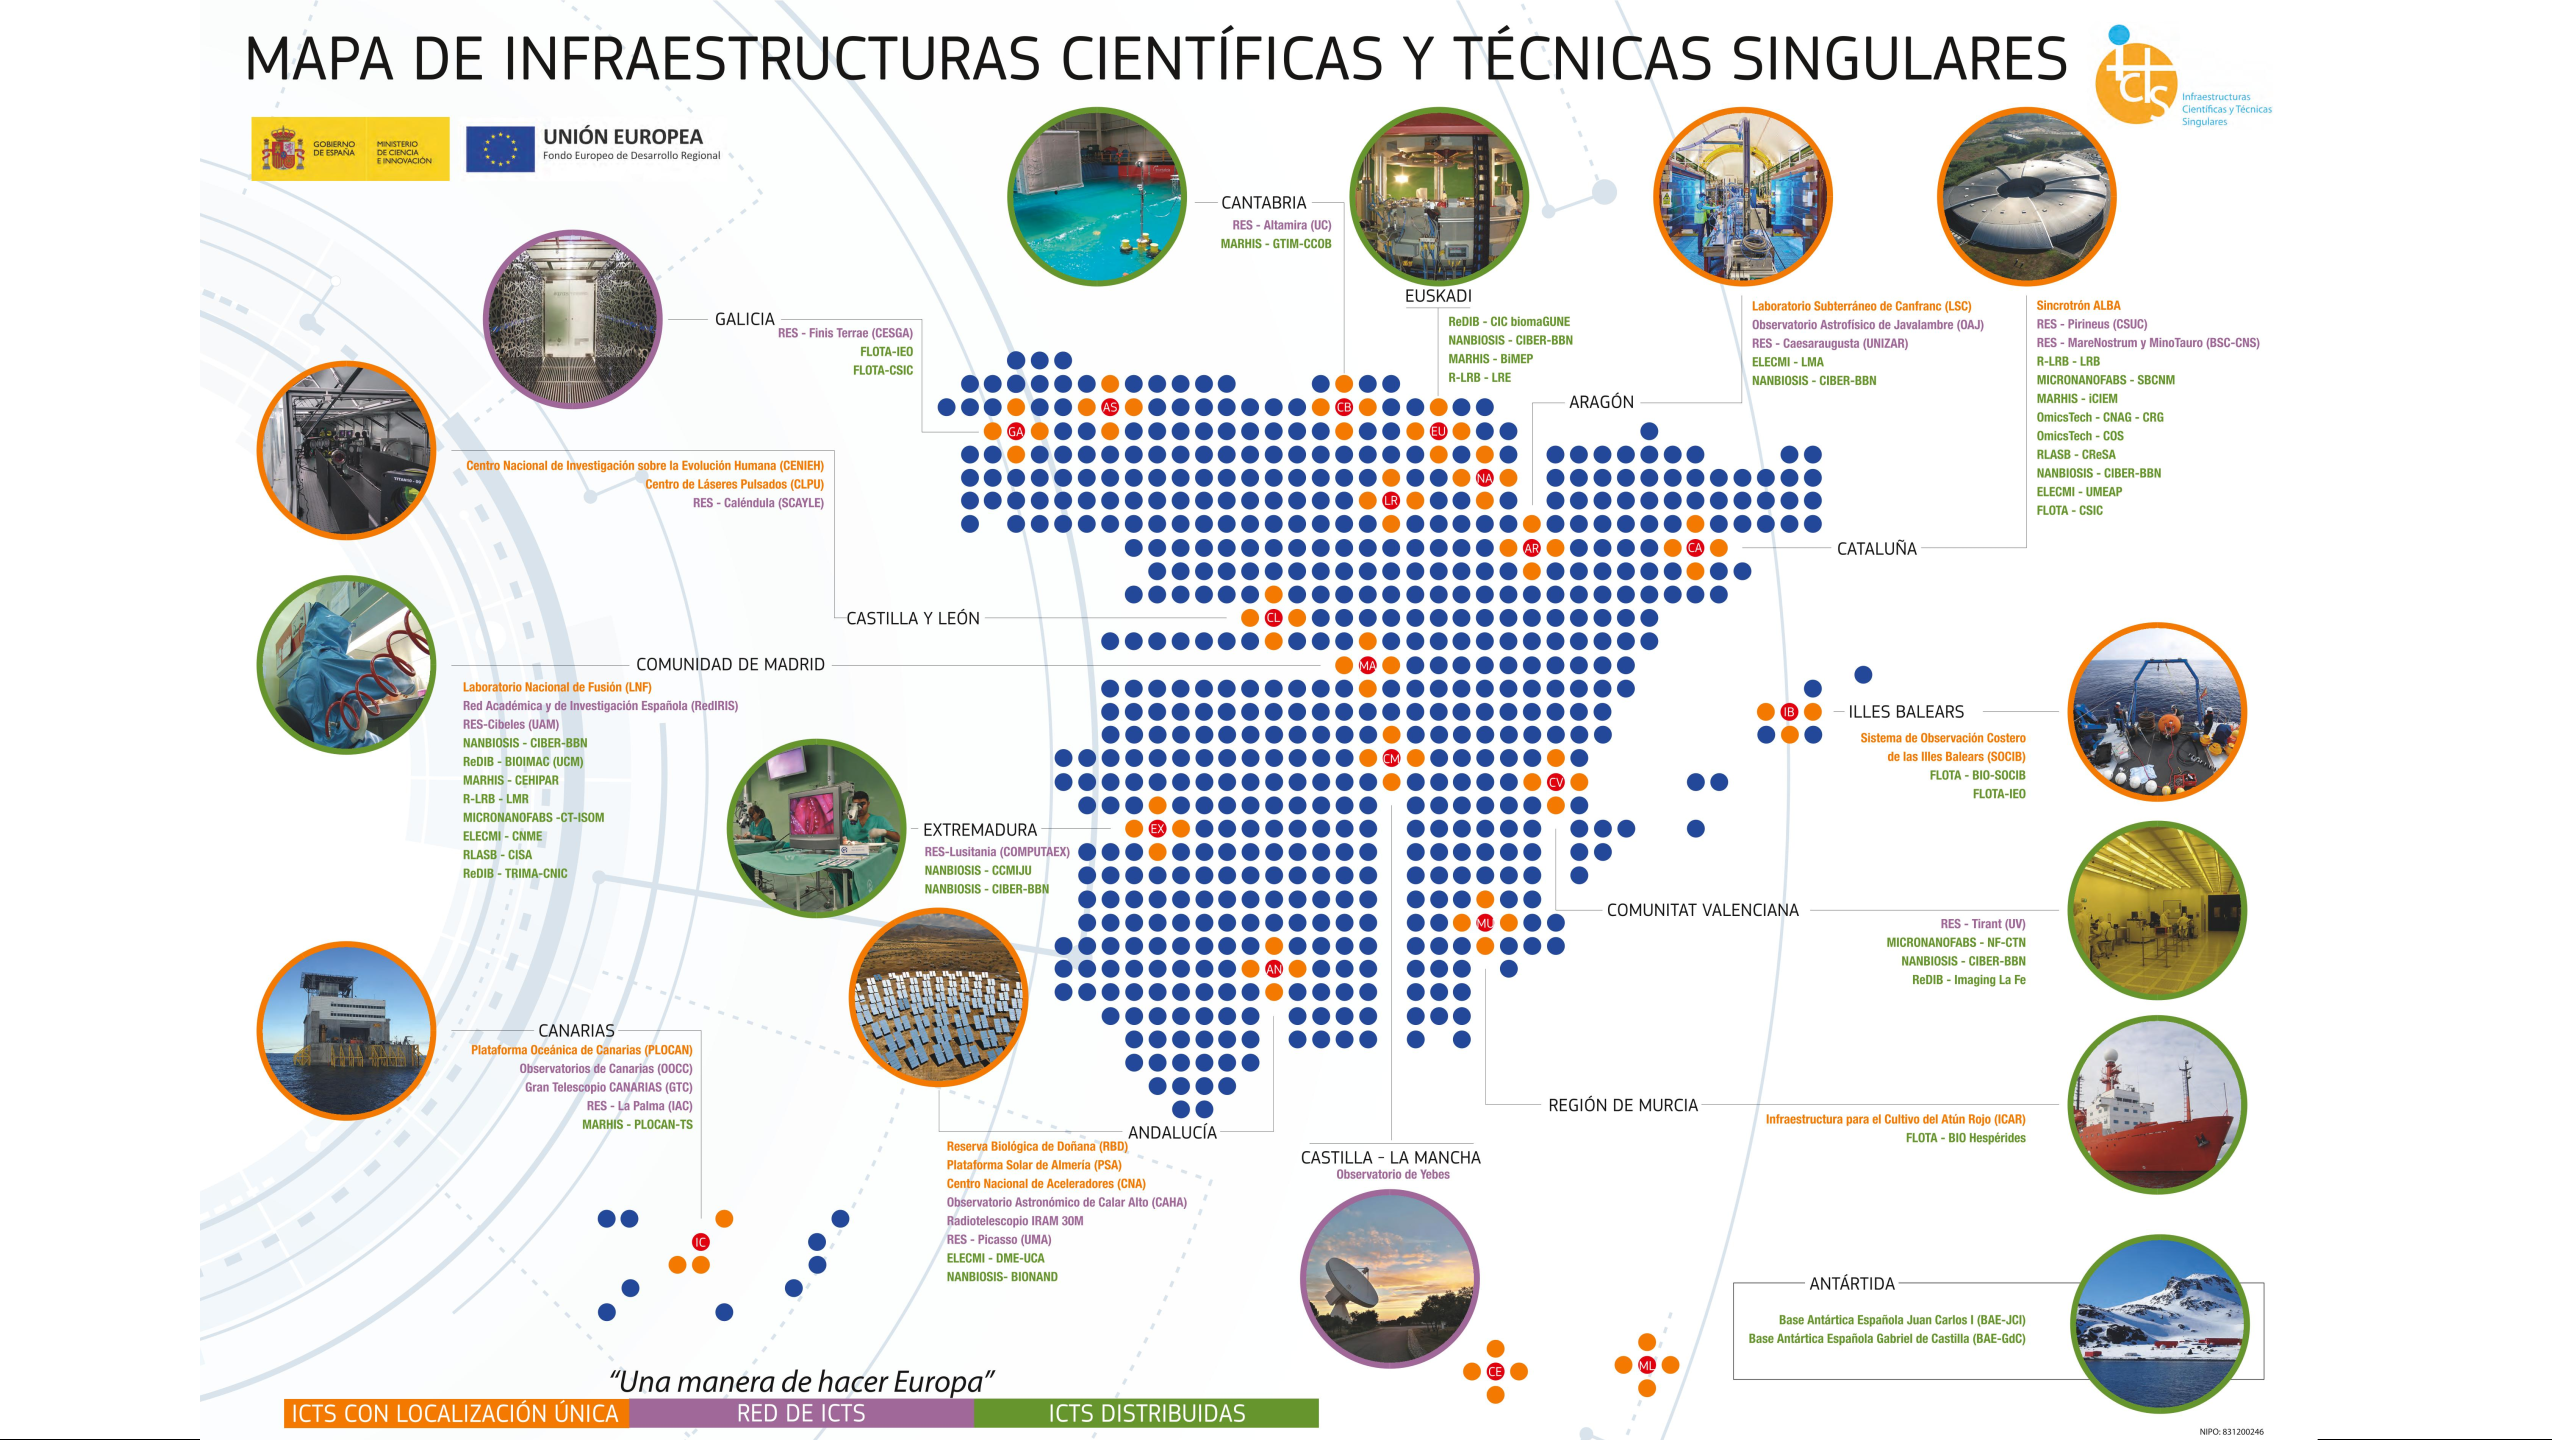 MAPA DE INFRAESTRUCTURAS CIENTÍFICAS Y TÉCNICAS SINGULARES
icts
Infraestructuras
Científicas y Técnicas
Singulares
GOBIERNO
DE ESPAÑA
MINISTERIO
DE CIENCIA
E INNOVACIÓN
UNIÓN EUROPEA
Fondo Europeo de Desarrollo Regional
CANTABRIA
RES - Altamira (UC)
MARHIS - GTIM-CCOB
EUSKADI
ReDIB - CIC biomaGUNE
NANBIOSIS - CIBER-BBN
MARHIS - BiMEP
R-LRB - LRE
Laboratorio Subterráneo de Canfranc (LSC)
Observatorio Astrofísico de Javalambre (OAJ)
RES - Caesaraugusta (UNIZAR)
ELECMI - LMA
NANBIOSIS - CIBER-BBN
ARAGÓN
Sincrotrón ALBA
RES - Pirineus (CSUC)
RES - MareNostrum y MinoTauro (BSC-CNS)
R-LRB - LRB
MICRONANOFABS - SBCNM
MARHIS - iCIEM
OmicsTech - CNAG - CRG
OmicsTech - COS
RLASB - CReSA
NANBIOSIS - CIBER-BBN
ELECMI - UMEAP
FLOTA - CSIC
CATALUÑA
GALICIA
RES - Finis Terrae (CESGA)
FLOTA-IEO
FLOTA-CSIC
Centro Nacional de Investigación sobre la Evolución Humana (CENIEH)
Centro de Láseres Pulsados (CLPU)
RES - Caléndula (SCAYLE)
CASTILLA Y LEÓN
COMUNIDAD DE MADRID
Laboratorio Nacional de Fusión (LNF)
Red Académica y de Investigación Española (RedIRIS)
RES-Cibeles (UAM)
NANBIOSIS - CIBER-BBN
ReDIB - BIOIMAC (UCM)
MARHIS - CEHIPAR
R-LRB - LMR
MICRONANOFABS -CT-ISOM
ELECMI - CNME
RLASB - CISA
ReDIB - TRIMA-CNIC
EXTREMADURA
RES-Lusitania (COMPUTAEX)
NANBIOSIS - CCMIJU
NANBIOSIS - CIBER-BBN
AS
CB
GA
EU
NA
LR
AR
CA
CL
MA
IB
CM
CV
EX
MU
AN
ILLES BALEARS
Sistema de Observación Costero
de las Illes Balears (SOCIB)
FLOTA - BIO-SOCIB
FLOTA-IEO
COMUNITAT VALENCIANA
RES - Tirant (UV)
MICRONANOFABS - NF-CTN
NANBIOSIS - CIBER-BBN
ReDIB - Imaging La Fe
CANARIAS
Plataforma Oceánica de Canarias (PLOCAN)
Observatorios de Canarias (OOCC)
Gran Telescopio CANARIAS (GTC)
RES - La Palma (IAC)
MARHIS - PLOCAN-TS
IC
REGIÓN DE MURCIA
Infraestructura para el Cultivo del Atún Rojo (ICAR)
FLOTA - BIO Hespérides
ANDALUCÍA
Reserva Biológica de Doñana (RBD)
Plataforma Solar de Almería (PSA)
Centro Nacional de Aceleradores (CNA)
Observatorio Astronómico de Calar Alto (CAHA)
Radiotelescopio IRAM 30M
RES - Picasso (UMA)
ELECMI - DME-UCA
NANBIOSIS- BIONAND
CASTILLA - LA MANCHA
Observatorio de Yebes
CE
ML
ANTÁRTIDA
Base Antártica Española Juan Carlos I (BAE-JCI)
Base Antártica Española Gabriel de Castilla (BAE-GdC)
“Una manera de hacer Europa”
ICTS CON LOCALIZACIÓN ÚNICA
RED DE ICTS
ICTS DISTRIBUIDAS
NIPO: 831200246